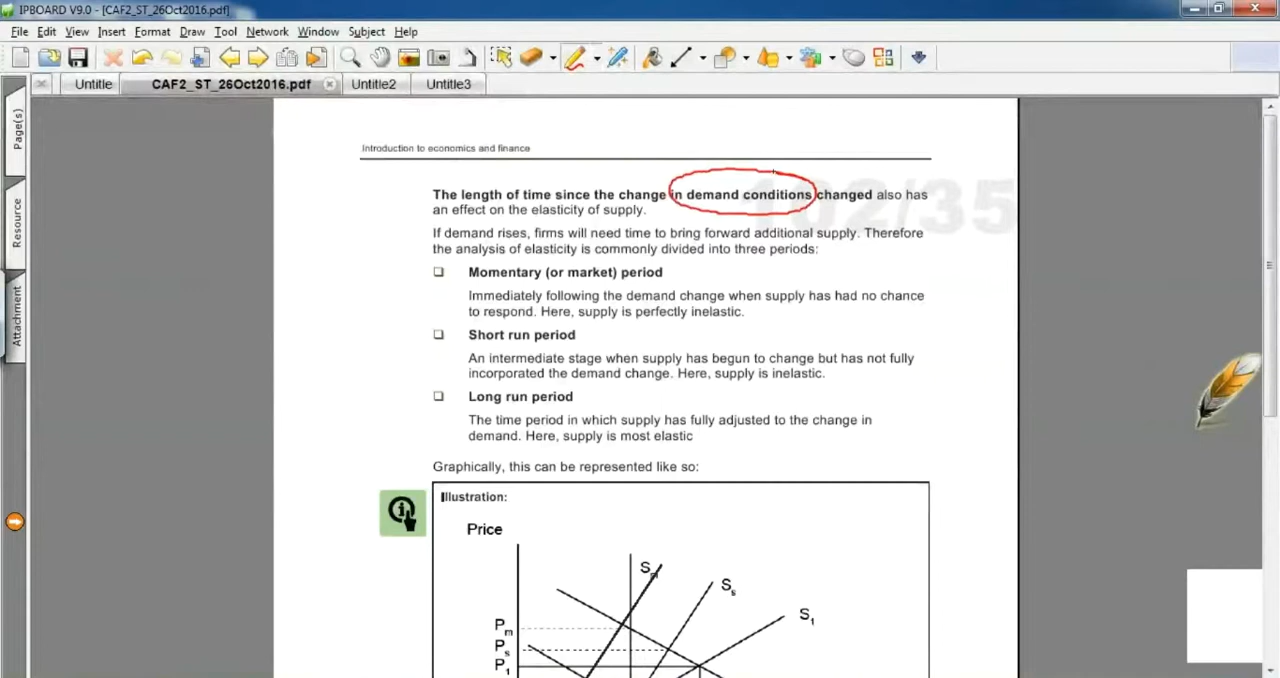 IPBOARD V9.0 - [CAF2_ST_26Oct2016.pdf]
File Edit View Insert Format Draw Tool Network Window Subject Help
Untitle CAF2_ST_26Oct2016.pdf Untitle2 Untitle3
Page(s)
Resource
Attachment
102/35
Introduction to economics and finance
The length of time since the change in demand conditions changed also has
an effect on the elasticity of supply.
If demand rises, firms will need time to bring forward additional supply. Therefore
the analysis of elasticity is commonly divided into three periods:
❑ Momentary (or market) period
Immediately following the demand change when supply has had no chance
to respond. Here, supply is perfectly inelastic.
❑ Short run period
An intermediate stage when supply has begun to change but has not fully
incorporated the demand change. Here, supply is inelastic.
❑ Long run period
The time period in which supply has fully adjusted to the change in
demand. Here, supply is most elastic
Graphically, this can be represented like so:
Illustration:
Price
Sm
Ss
S1
Pm
Ps
P1